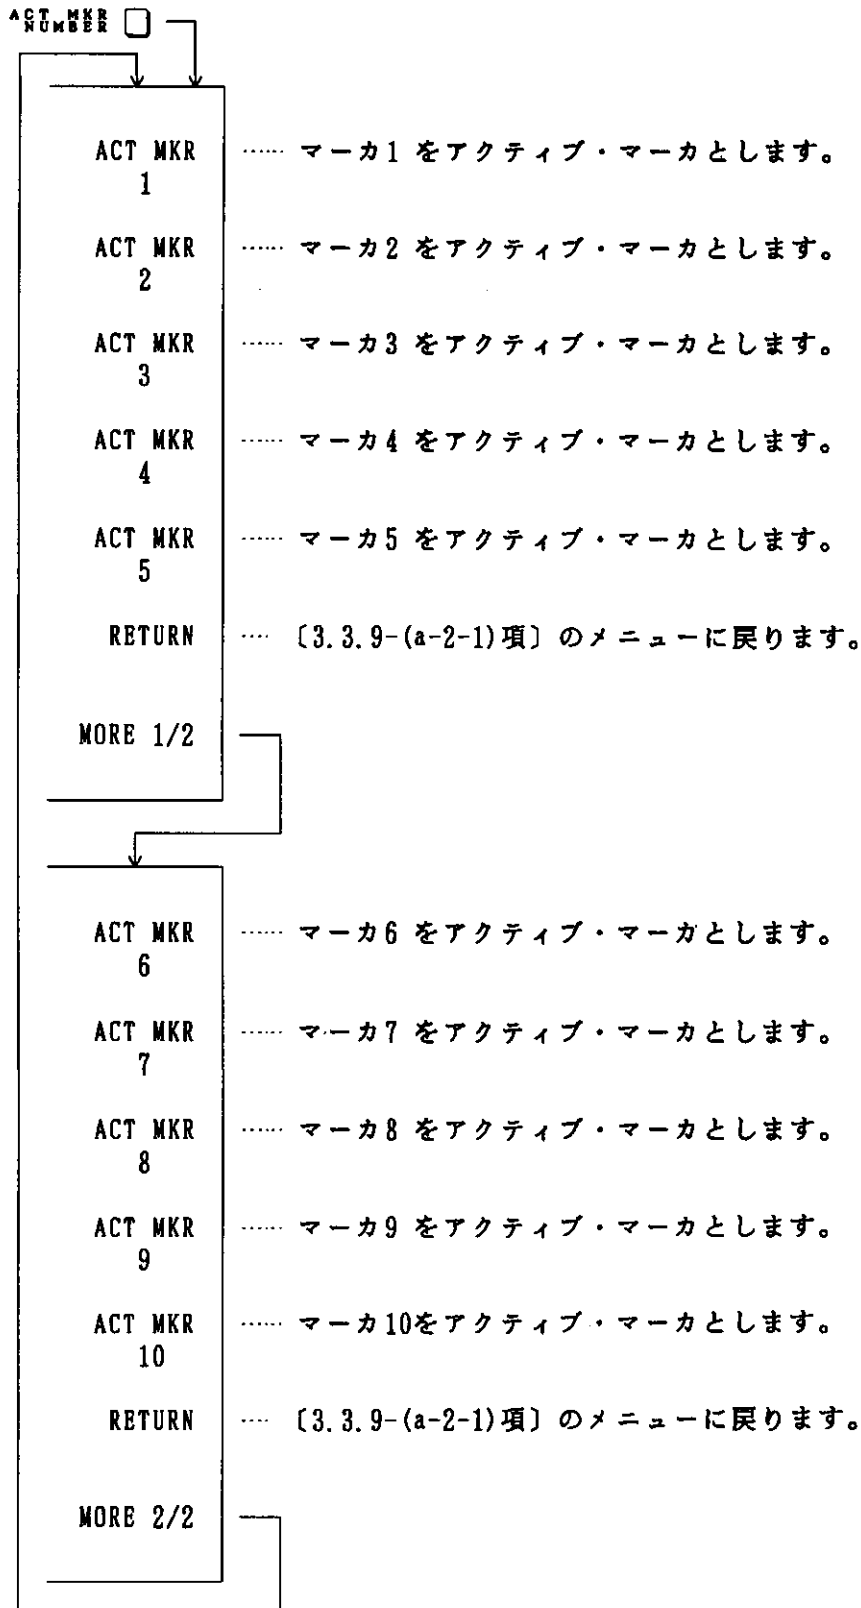 ACT MKR
NUMBER
ACT MKR …… マーカ1 をアクティブ・マーカとします。
1
ACT MKR …… マーカ2 をアクティブ・マーカとします。
2
ACT MKR …… マーカ3 をアクティブ・マーカとします。
3
ACT MKR …… マーカ4 をアクティブ・マーカとします。
4
ACT MKR …… マーカ5 をアクティブ・マーカとします。
5
RETURN …. 〔3.3.9-(a-2-1)項〕のメニューに戻ります。
MORE 1/2
ACT MKR …… マーカ6 をアクティブ・マーカとします。
6
ACT MKR …… マーカ7 をアクティブ・マーカとします。
7
ACT MKR …… マーカ8 をアクティブ・マーカとします。
8
ACT MKR …… マーカ9 をアクティブ・マーカとします。
9
ACT MKR …… マーカ10をアクティブ・マーカとします。
10
RETURN …. 〔3.3.9-(a-2-1)項〕のメニューに戻ります。
MORE 2/2